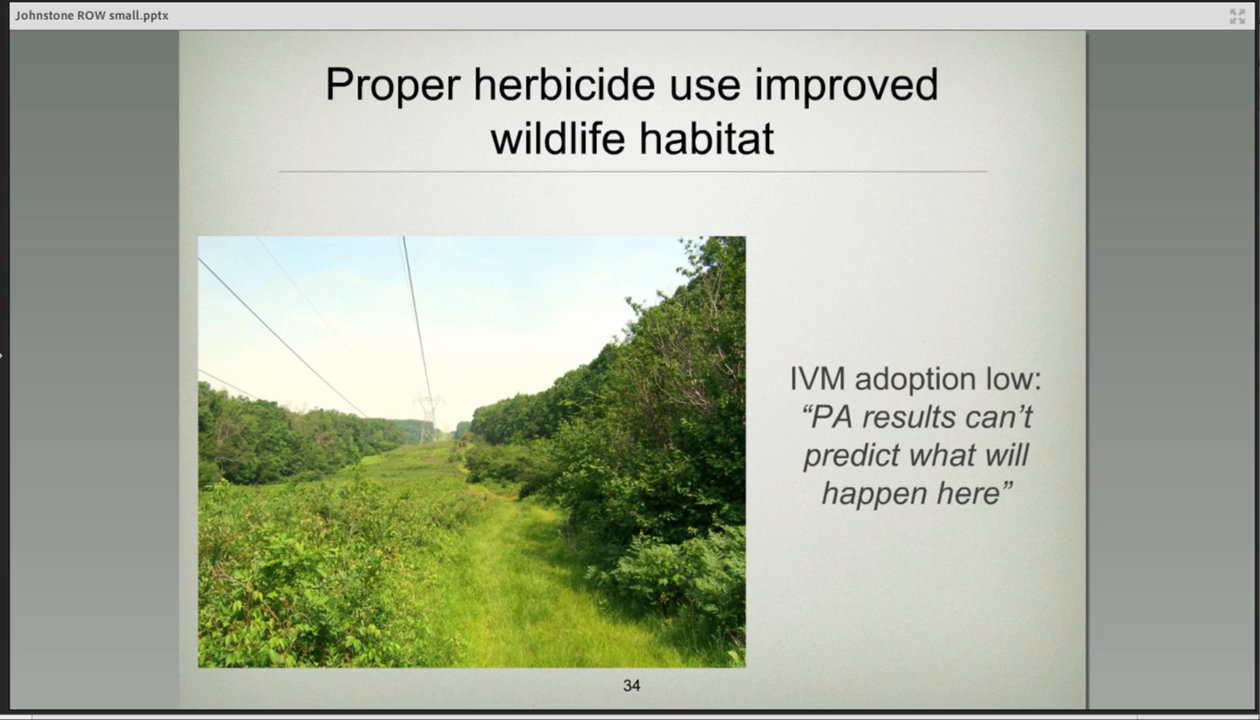 Johnstone ROW small.pptx
Proper herbicide use improved
wildlife habitat
IVM adoption low:
“PA results can’t
predict what will
happen here”
34